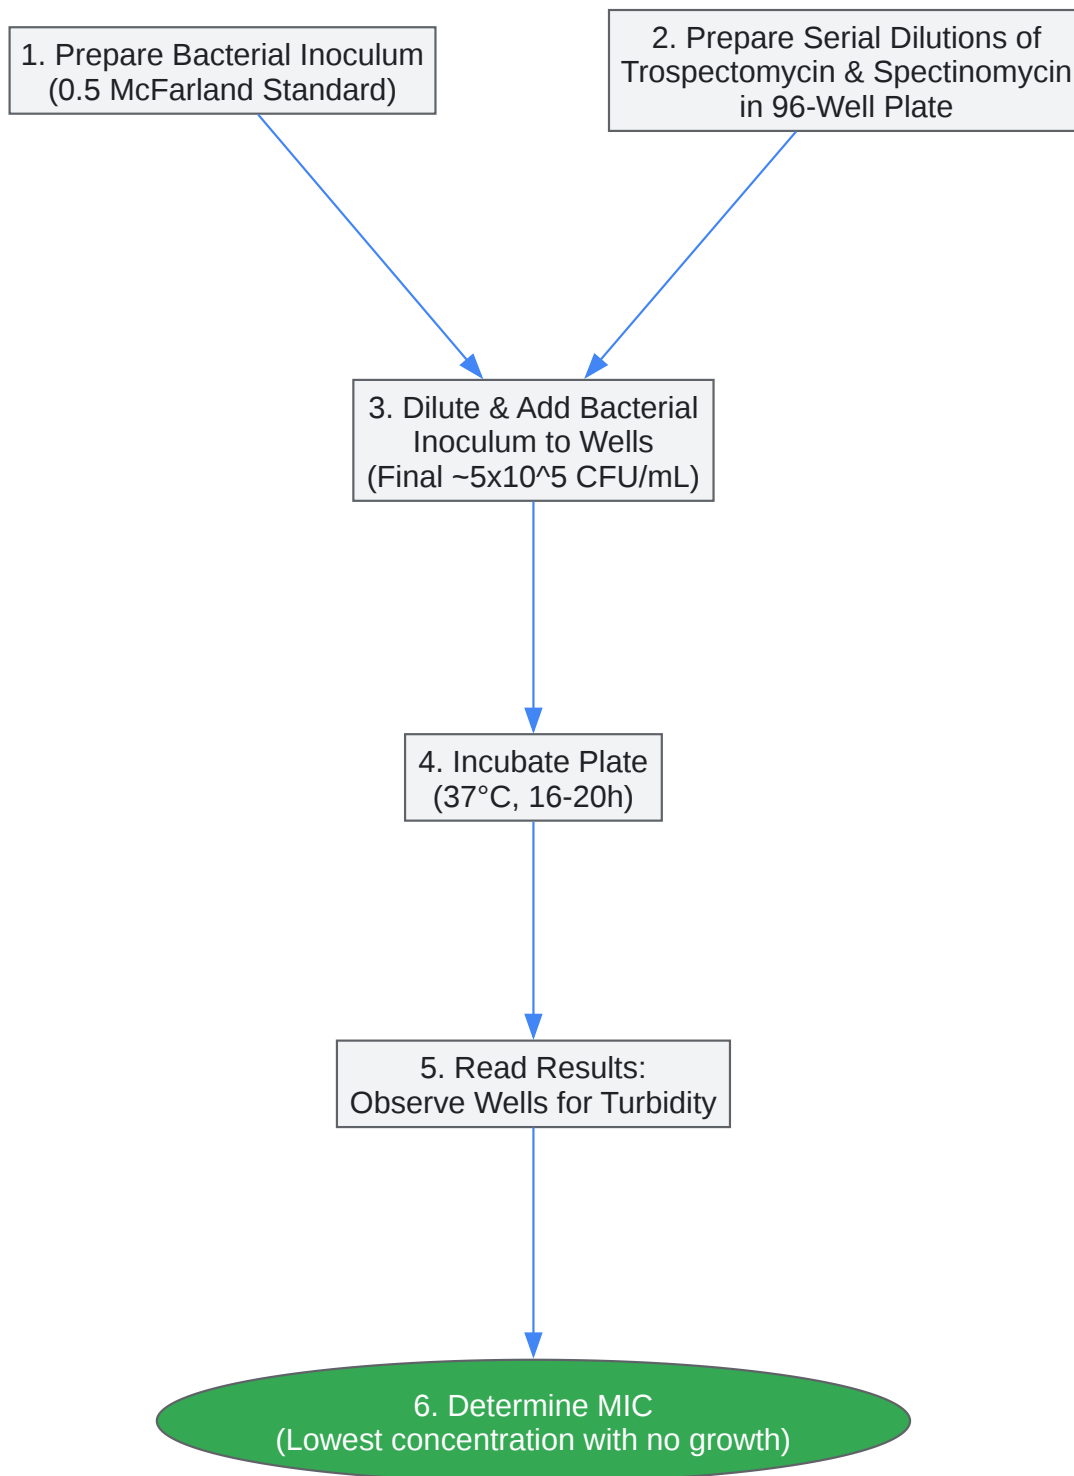 1. Prepare Bacterial Inoculum
(0.5 McFarland Standard)
2. Prepare Serial Dilutions of
Trospectomycin & Spectinomycin
in 96-Well Plate
3. Dilute & Add Bacterial
Inoculum to Wells
(Final ~5x10^5 CFU/mL)
4. Incubate Plate
(37°C, 16-20h)
5. Read Results:
Observe Wells for Turbidity
6. Determine MIC
(Lowest concentration with no growth)